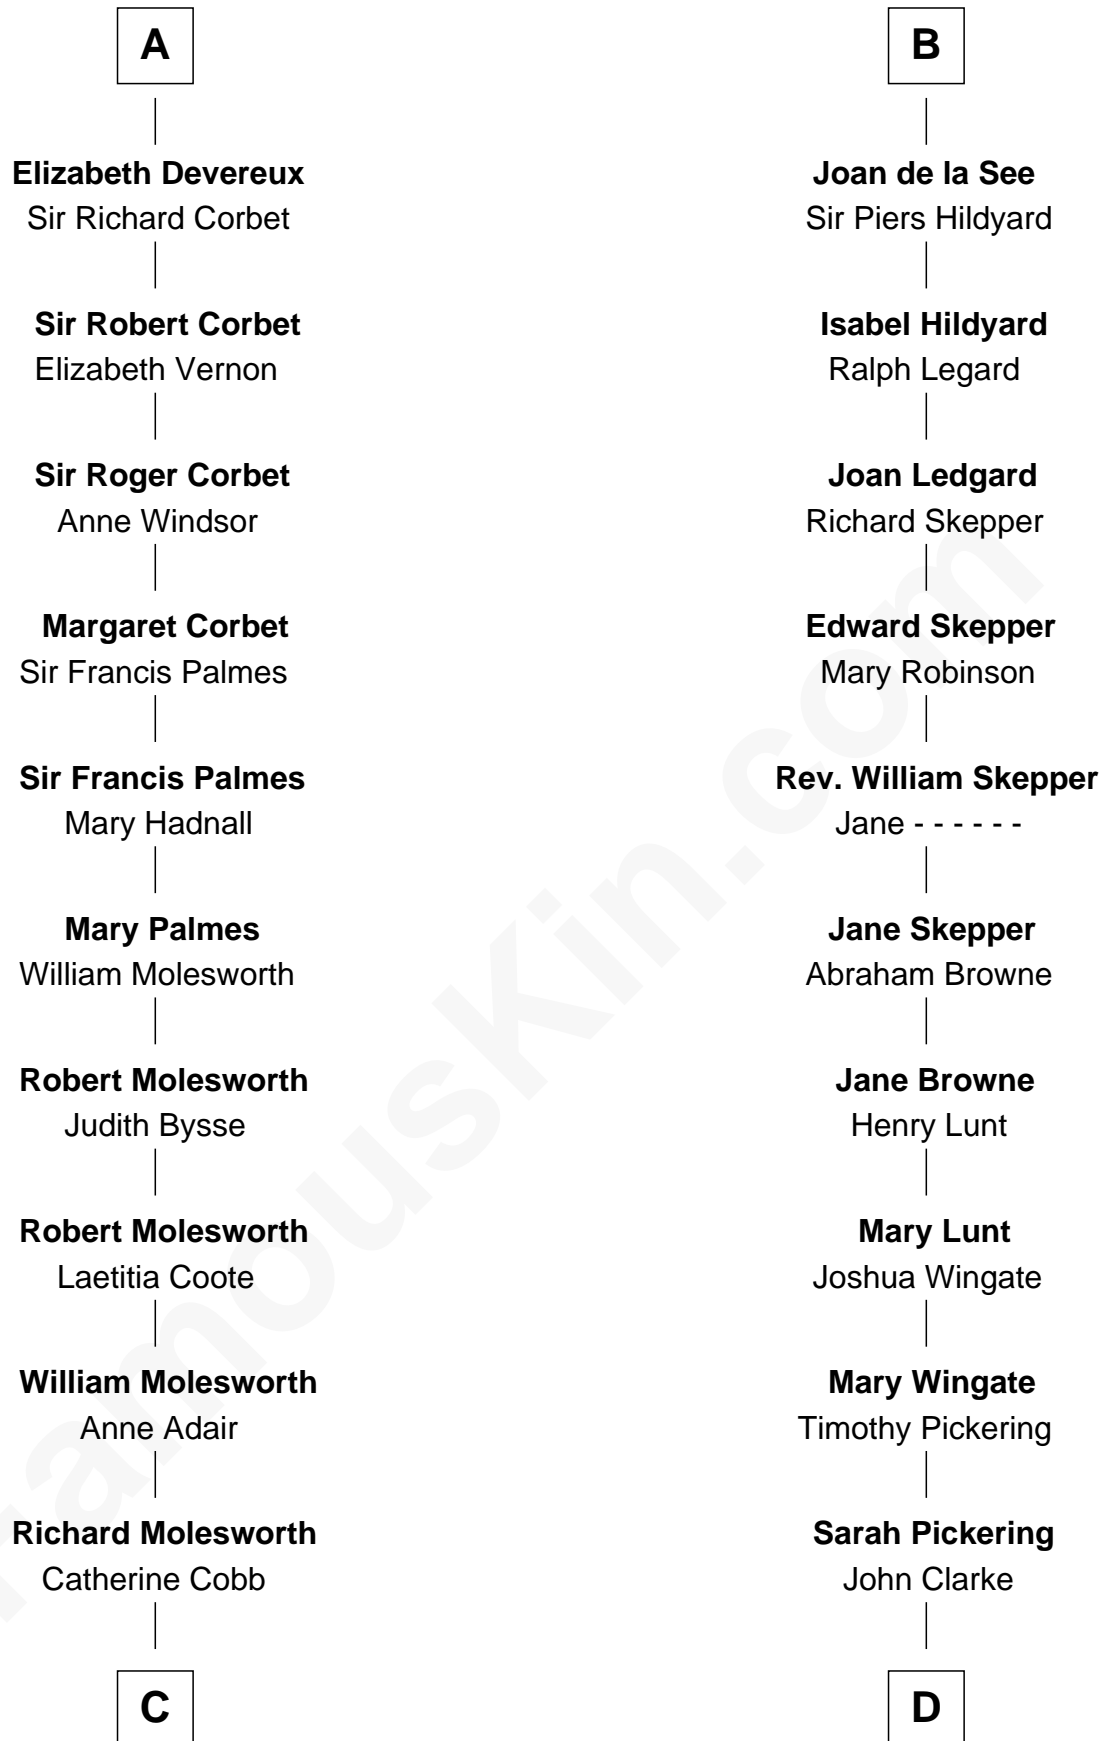 A
Elizabeth Devereux
Sir Richard Corbet
Sir Robert Corbet
Elizabeth Vernon
Sir Roger Corbet
Anne Windsor
Margaret Corbet
Sir Francis Palmes
Sir Francis Palmes
Mary Hadnall
Mary Palmes
William Molesworth
Robert Molesworth
Judith Bysse
Robert Molesworth
Laetitia Coote
William Molesworth
Anne Adair
Richard Molesworth
Catherine Cobb
C
B
Joan de la See
Sir Piers Hildyard
Isabel Hildyard
Ralph Legard
Joan Ledgard
Richard Skepper
Edward Skepper
Mary Robinson
Rev. William Skepper
Jane - - - - - -
Jane Skepper
Abraham Browne
Jane Browne
Henry Lunt
Mary Lunt
Joshua Wingate
Mary Wingate
Timothy Pickering
Sarah Pickering
John Clarke
D
FamousKin.com